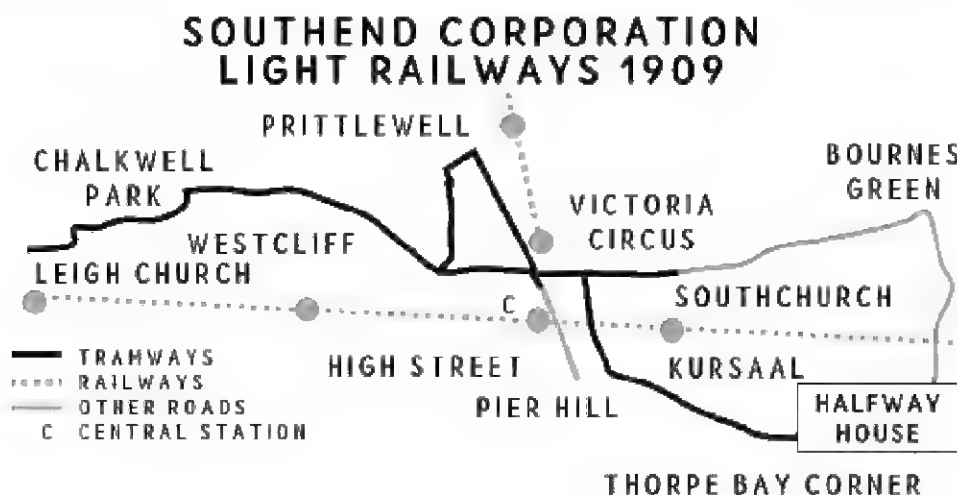 SOUTHEND CORPORATION
LIGHT RAILWAYS 1909
PRITTLEWELL
CHALKWELL
PARK
BOURNES
GREEN
VICTORIA
CIRCUS
WESTCLIFF
LEIGH CHURCH
SOUTHCHURCH
C
HIGH STREET
KURSAAL
PIER HILL
TRAMWAYS
RAILWAYS
OTHER ROADS
C CENTRAL STATION
HALFWAY
HOUSE
THORPE BAY CORNER